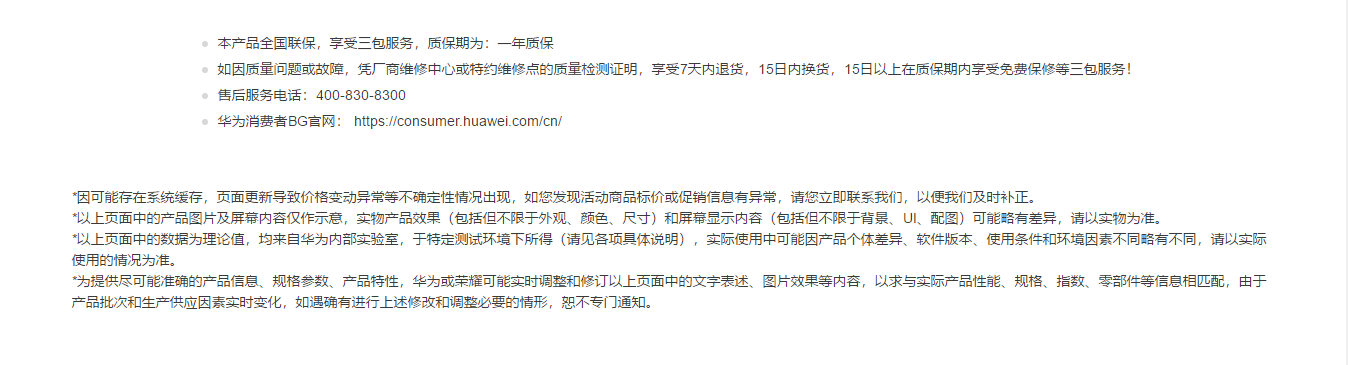 本产品全国联保，享受三包服务，质保期为：一年质保
如因质量问题或故障，凭厂商维修中心或特约维修点的质量检测证明，享受7天内退货，15日内换货，15日以上在质保期内享受免费保修等三包服务！
售后服务电话：400-830-8300
华为消费者BG官网： https://consumer.huawei.com/cn/
*因可能存在系统缓存，页面更新导致价格变动异常等不确定性情况出现，如您发现活动商品标价或促销信息有异常，请您立即联系我们，以便我们及时补正。
*以上页面中的产品图片及屏幕内容仅作示意，实物产品效果（包括但不限于外观、颜色、尺寸）和屏幕显示内容（包括但不限于背景、UI、配图）可能略有差异，请以实物为准。
*以上页面中的数据为理论值，均来自华为内部实验室，于特定测试环境下所得（请见各项具体说明），实际使用中可能因产品个体差异、软件版本、使用条件和环境因素不同略有不同，请以实际
使用的情况为准。
*为提供尽可能准确的产品信息、规格参数、产品特性，华为或荣耀可能实时调整和修订以上页面中的文字表述、图片效果等内容，以求与实际产品性能、规格、指数、零部件等信息相匹配，由于
产品批次和生产供应因素实时变化，如遇确有进行上述修改和调整必要的情形，恕不专门通知。